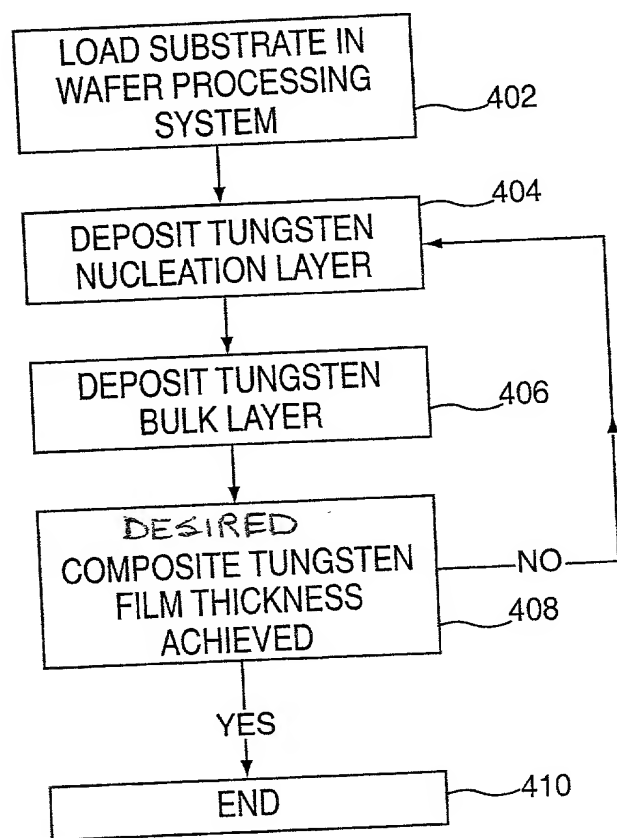 LOAD SUBSTRATE IN
WAFER PROCESSING
SYSTEM
402
404
DEPOSIT TUNGSTEN
NUCLEATION LAYER
DEPOSIT TUNGSTEN
BULK LAYER
406
DESIRED
COMPOSITE TUNGSTEN
FILM THICKNESS
ACHIEVED
NO
408
YES
END
410